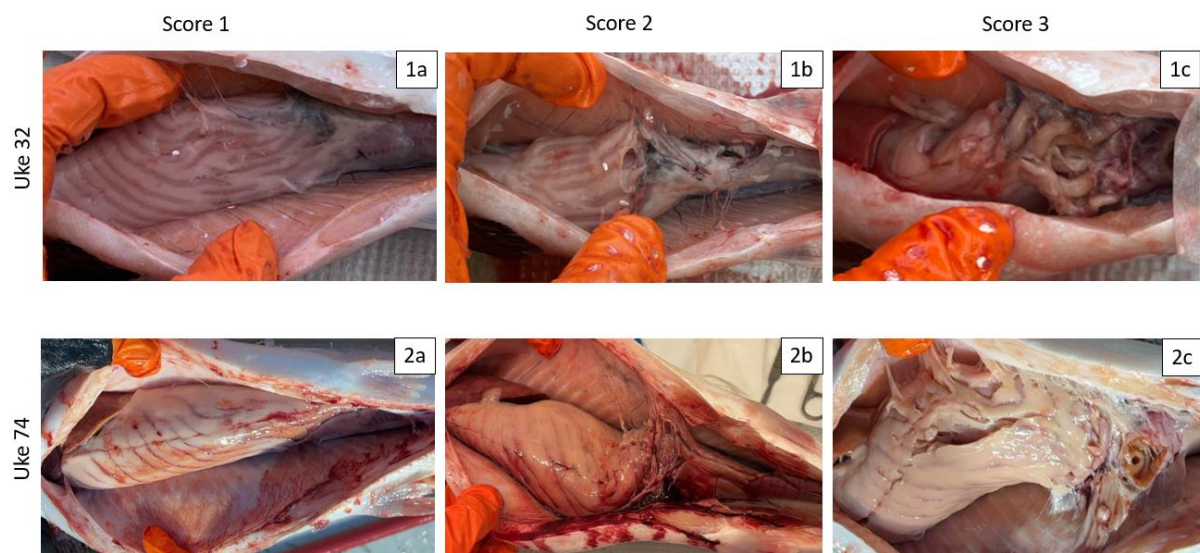 Score 1
Score 2
Score 3
Uke 32
1a
1b
1c
Uke 74
2a
2b
2c